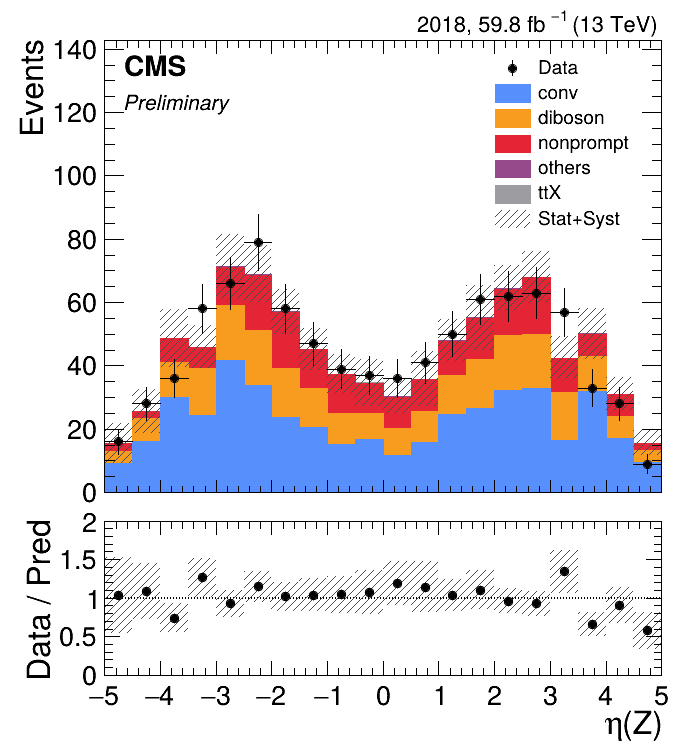 2018, 59.8 fb⁻¹ (13 TeV)
Events
140
120
100
80
60
40
20
0
CMS
Preliminary
Data
conv
diboson
nonprompt
others
ttX
Stat+Syst
Data / Pred
2
1.5
1
0.5
0
−5 −4 −3 −2 −1 0 1 2 3 4 5
η(Z)